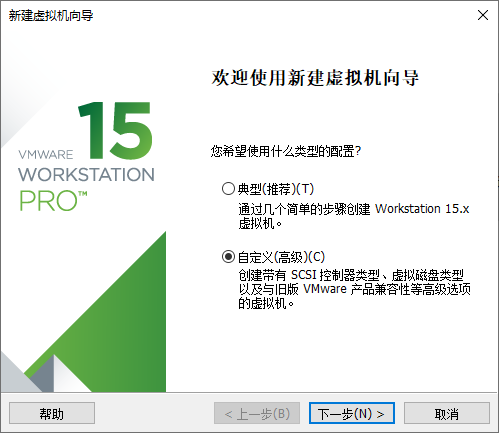 新建虚拟机向导
欢迎使用新建虚拟机向导
15
VMWARE
WORKSTATION
PRO™
您希望使用什么类型的配置?
典型(推荐)(T)
通过几个简单的步骤创建 Workstation 15.x
虚拟机。
自定义(高级)(C)
创建带有 SCSI 控制器类型、虚拟磁盘类型
以及与旧版 VMware 产品兼容性等高级选项
的虚拟机。
帮助
< 上一步(B)
下一步(N) >
取消